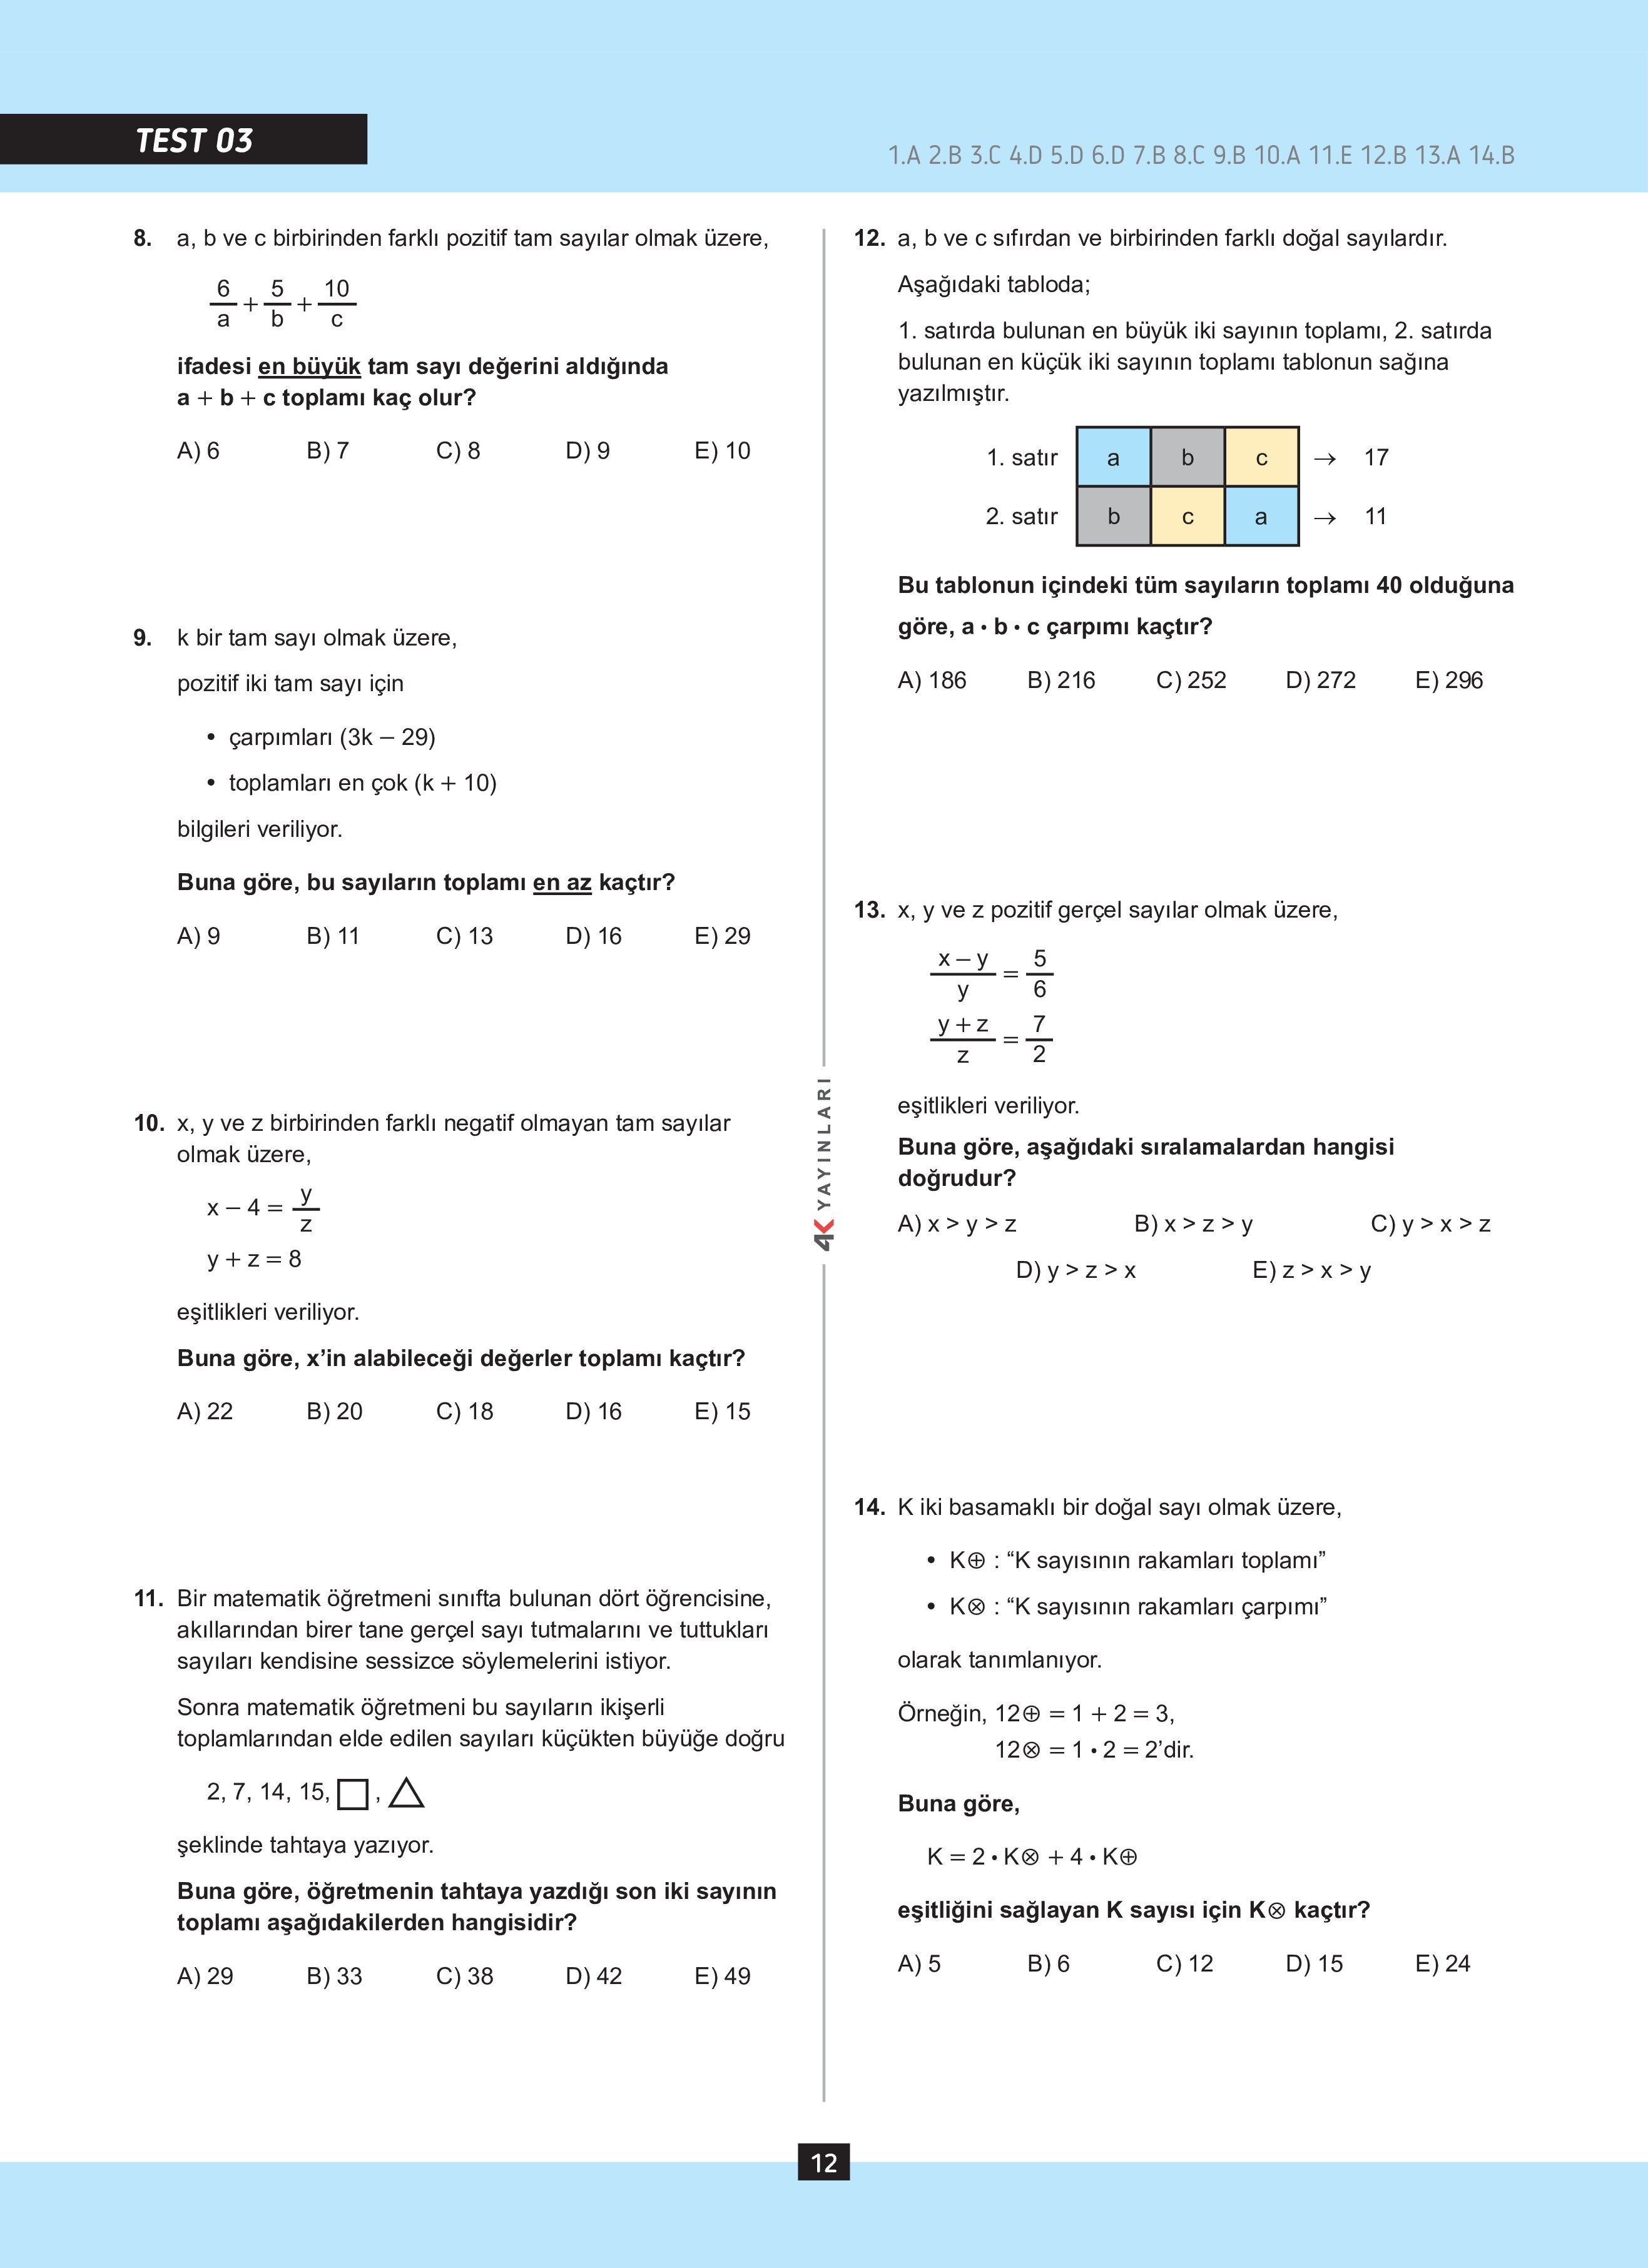 TEST 03
1.A 2.B 3.C 4.D 5.D 6.D 7.B 8.C 9.B 10.A 11.E 12.B 13.A 14.B
8. a, b ve c birbirinden farklı pozitif tam sayılar olmak üzere,
6/a + 5/b + 10/c
ifadesi en büyük tam sayı değerini aldığında
a + b + c toplamı kaç olur?
A) 6 B) 7 C) 8 D) 9 E) 10
9. k bir tam sayı olmak üzere,
pozitif iki tam sayı için
• çarpımları (3k – 29)
• toplamları en çok (k + 10)
bilgileri veriliyor.
Buna göre, bu sayıların toplamı en az kaçtır?
A) 9 B) 11 C) 13 D) 16 E) 29
10. x, y ve z birbirinden farklı negatif olmayan tam sayılar
olmak üzere,
x – 4 = y/z
y + z = 8
eşitlikleri veriliyor.
Buna göre, x’in alabileceği değerler toplamı kaçtır?
A) 22 B) 20 C) 18 D) 16 E) 15
11. Bir matematik öğretmeni sınıfta bulunan dört öğrencisine,
akıllarından birer tane gerçel sayı tutmalarını ve tuttukları
sayıları kendisine sessizce söylemelerini istiyor.
Sonra matematik öğretmeni bu sayıların ikişerli
toplamlarından elde edilen sayıları küçükten büyüğe doğru
2, 7, 14, 15, □ , △
şeklinde tahtaya yazıyor.
Buna göre, öğretmenin tahtaya yazdığı son iki sayının
toplamı aşağıdakilerden hangisidir?
A) 29 B) 33 C) 38 D) 42 E) 49
4K YAYINLARI
12. a, b ve c sıfırdan ve birbirinden farklı doğal sayılardır.
Aşağıdaki tabloda;
1. satırda bulunan en büyük iki sayının toplamı, 2. satırda
bulunan en küçük iki sayının toplamı tablonun sağına
yazılmıştır.
1. satır a b c → 17
2. satır b c a → 11
Bu tablonun içindeki tüm sayıların toplamı 40 olduğuna
göre, a • b • c çarpımı kaçtır?
A) 186 B) 216 C) 252 D) 272 E) 296
13. x, y ve z pozitif gerçel sayılar olmak üzere,
(x – y)/y = 5/6
(y + z)/z = 7/2
eşitlikleri veriliyor.
Buna göre, aşağıdaki sıralamalardan hangisi
doğrudur?
A) x > y > z B) x > z > y C) y > x > z
D) y > z > x E) z > x > y
14. K iki basamaklı bir doğal sayı olmak üzere,
• K⊕ : “K sayısının rakamları toplamı”
• K⊗ : “K sayısının rakamları çarpımı”
olarak tanımlanıyor.
Örneğin, 12⊕ = 1 + 2 = 3,
12⊗ = 1 • 2 = 2’dir.
Buna göre,
K = 2 • K⊗ + 4 • K⊕
eşitliğini sağlayan K sayısı için K⊗ kaçtır?
A) 5 B) 6 C) 12 D) 15 E) 24
12